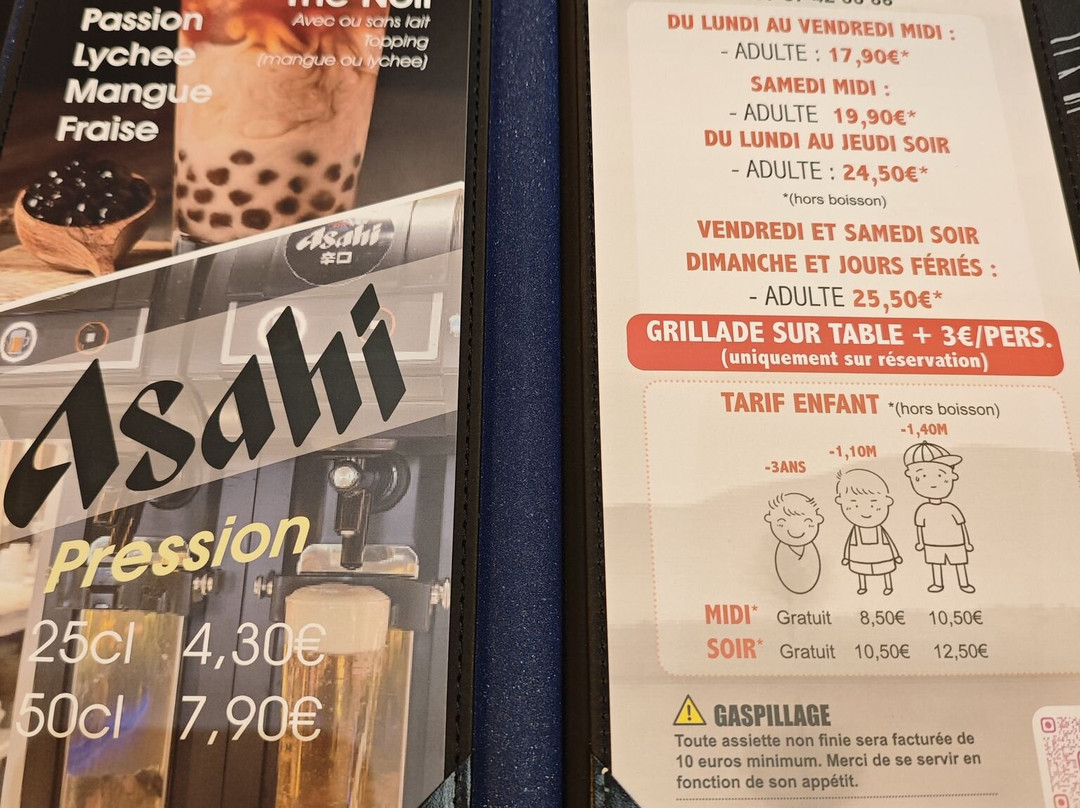 Passion
Lychee
Mangue
Fraise
Thé Noir
Avec ou sans lait
Topping
(mangue ou lychee)
Asahi
辛口
Asahi
Pression
25cl 4,30€
50cl 7,90€
DU LUNDI AU VENDREDI MIDI :
- ADULTE : 17,90€*
SAMEDI MIDI :
- ADULTE 19,90€*
DU LUNDI AU JEUDI SOIR
- ADULTE : 24,50€*
*(hors boisson)
VENDREDI ET SAMEDI SOIR
DIMANCHE ET JOURS FÉRIÉS :
- ADULTE 25,50€*
GRILLADE SUR TABLE + 3€/PERS.
(uniquement sur réservation)
TARIF ENFANT *(hors boisson)
-3ANS -1,10M -1,40M
MIDI* Gratuit 8,50€ 10,50€
SOIR* Gratuit 10,50€ 12,50€
GASPILLAGE
Toute assiette non finie sera facturée de
10 euros minimum. Merci de se servir en
fonction de son appétit.